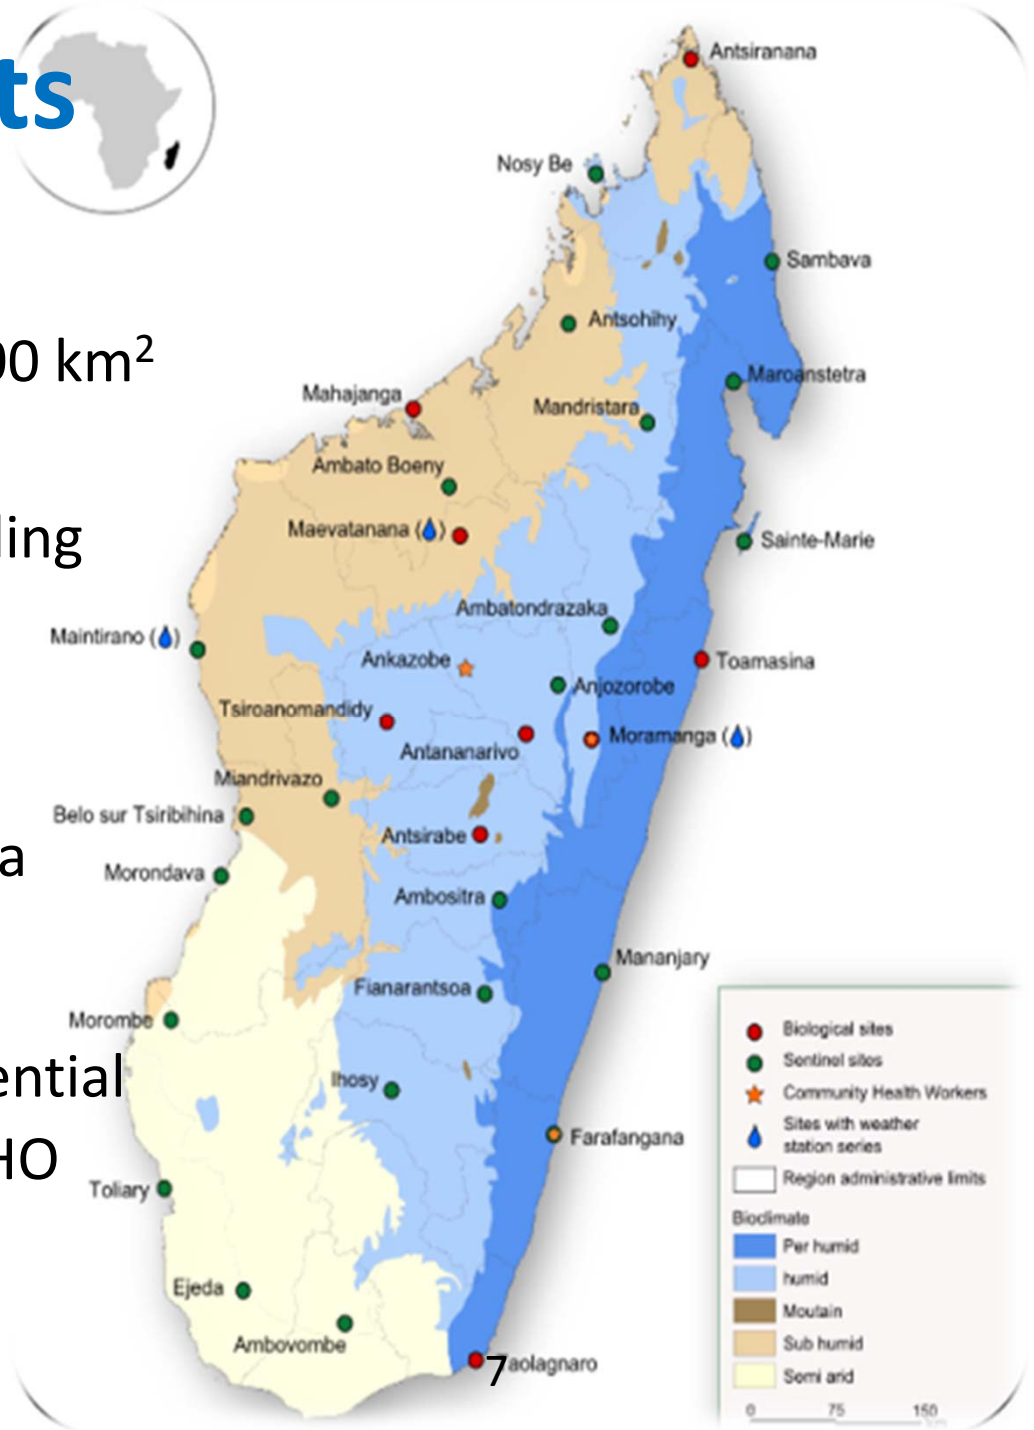 ts
00 km²
ling
a
ential
HO
Antsiranana
Nosy Be
Sambava
Antsohihy
Maroanstetra
Mahajanga
Mandristara
Ambato Boeny
Maevatanana ( )
Sainte-Marie
Ambatondrazaka
Maintirano ( )
Ankazobe
Toamasina
Anjozorobe
Tsiroanomandidy
Moramanga ( )
Antananarivo
Miandrivazo
Belo sur Tsiribihina
Antsirabe
Morondava
Ambositra
Mananjary
Fianarantsoa
Morombe
Ihosy
Farafangana
Toliary
Ejeda
Ambovombe
7aolagnaro
Biological sites
Sentinel sites
Community Health Workers
Sites with weather
station series
Region administrative limits
Bioclimate
Per humid
humid
Moutain
Sub humid
Semi arid
0 75 150
km